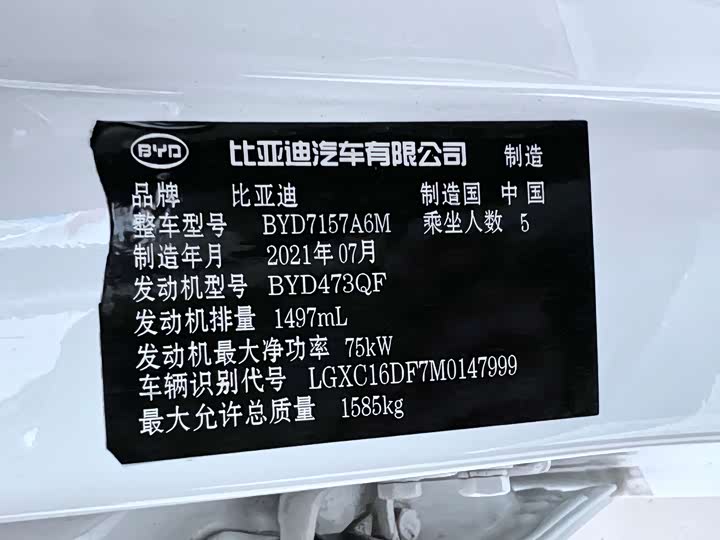 BYD 比亚迪汽车有限公司 制造
品牌 比亚迪 制造国 中国
整车型号 BYD7157A6M 乘坐人数 5
制造年月 2021年07月
发动机型号 BYD473QF
发动机排量 1497mL
发动机最大净功率 75kW
车辆识别代号 LGXC16DF7M0147999
最大允许总质量 1585kg